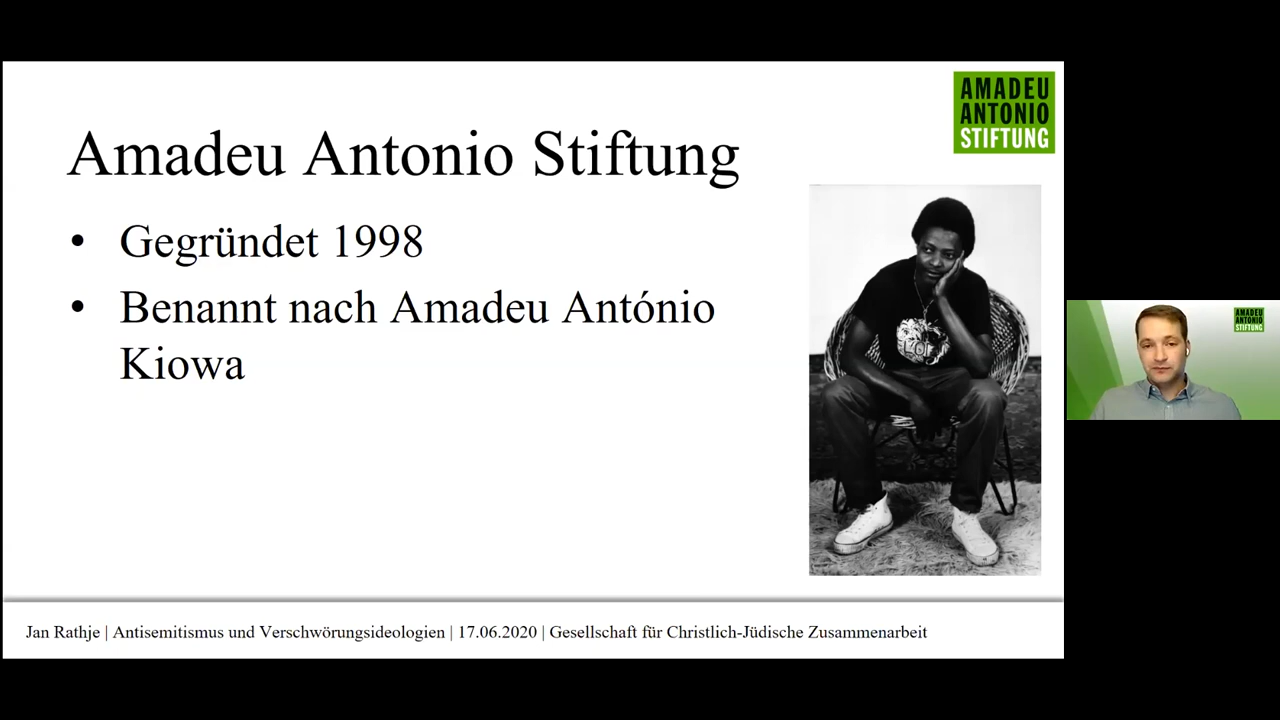 AMADEU
ANTONIO
STIFTUNG
Amadeu Antonio Stiftung
• Gegründet 1998
• Benannt nach Amadeu António
Kiowa
AMADEU
ANTONIO
STIFTUNG
Jan Rathje | Antisemitismus und Verschwörungsideologien | 17.06.2020 | Gesellschaft für Christlich-Jüdische Zusammenarbeit